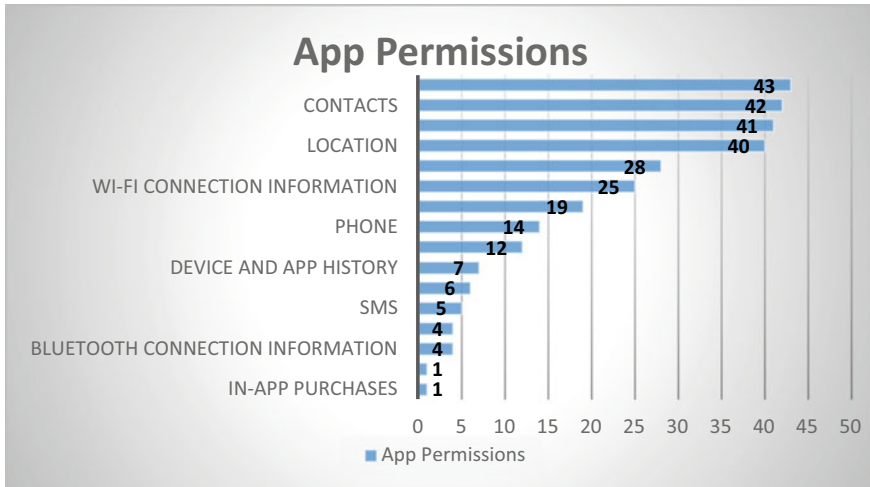 App Permissions
43
CONTACTS 42
41
LOCATION 40
28
WI-FI CONNECTION INFORMATION 25
19
PHONE 14
12
DEVICE AND APP HISTORY 7
6
SMS 5
4
BLUETOOTH CONNECTION INFORMATION 4
1
IN-APP PURCHASES 1
0 5 10 15 20 25 30 35 40 45 50
App Permissions